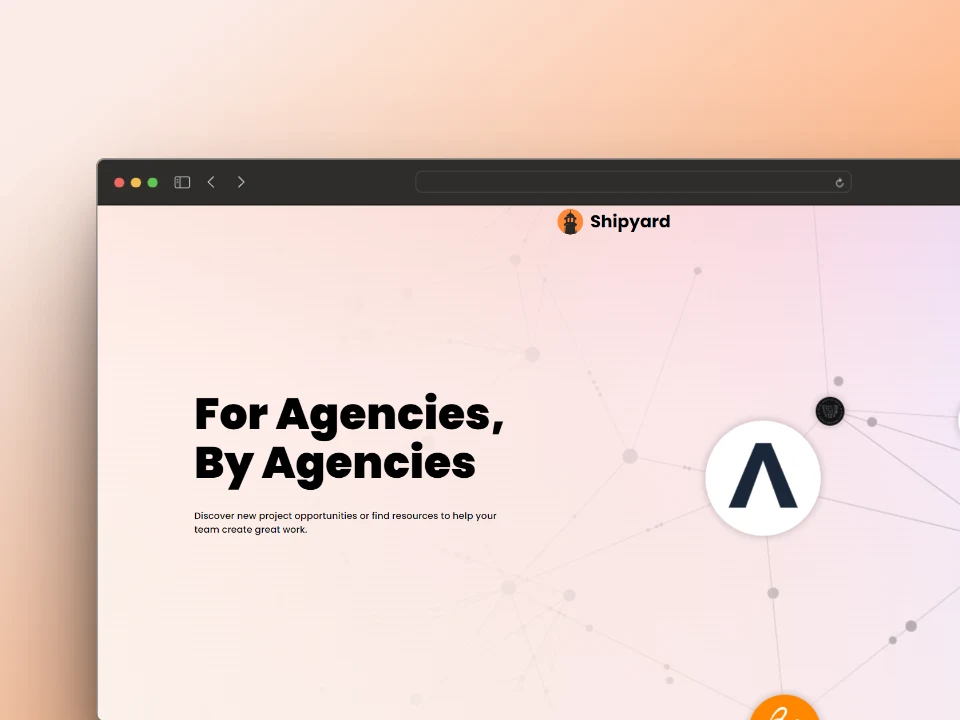 Shipyard
For Agencies,
By Agencies
Discover new project opportunities or find resources to help your
team create great work.